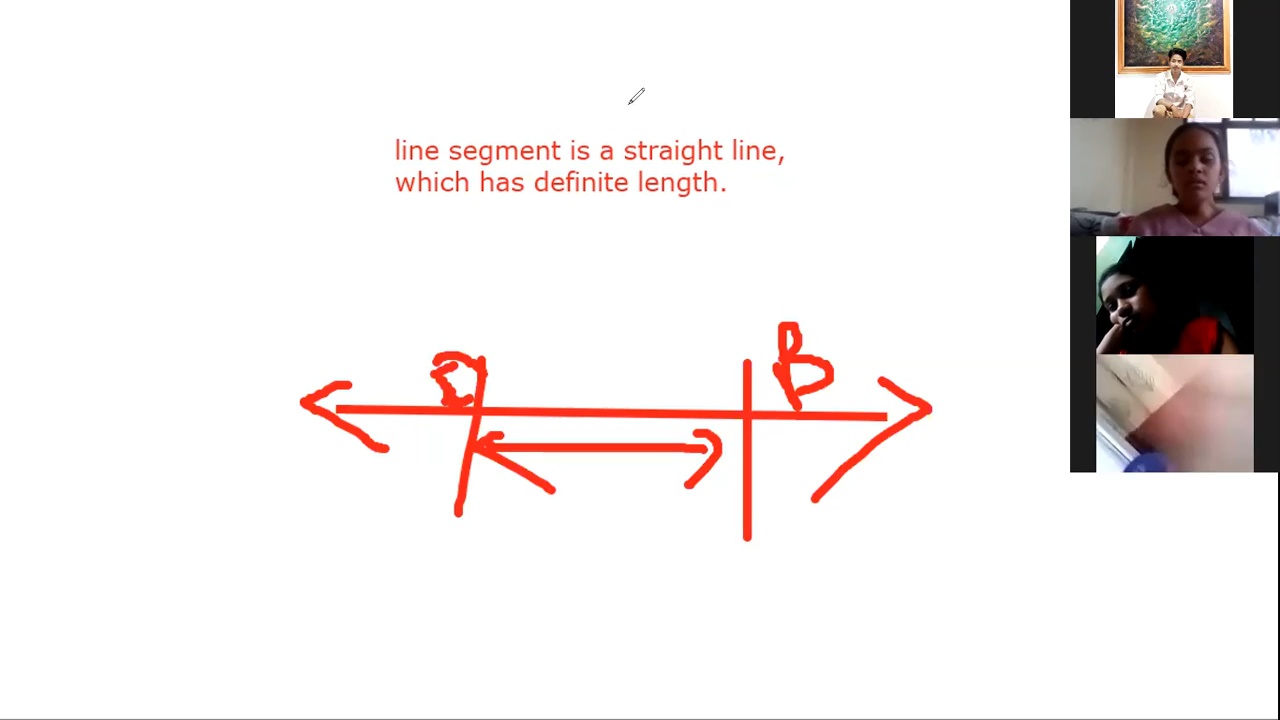 line segment is a straight line,
which has definite length.
a B